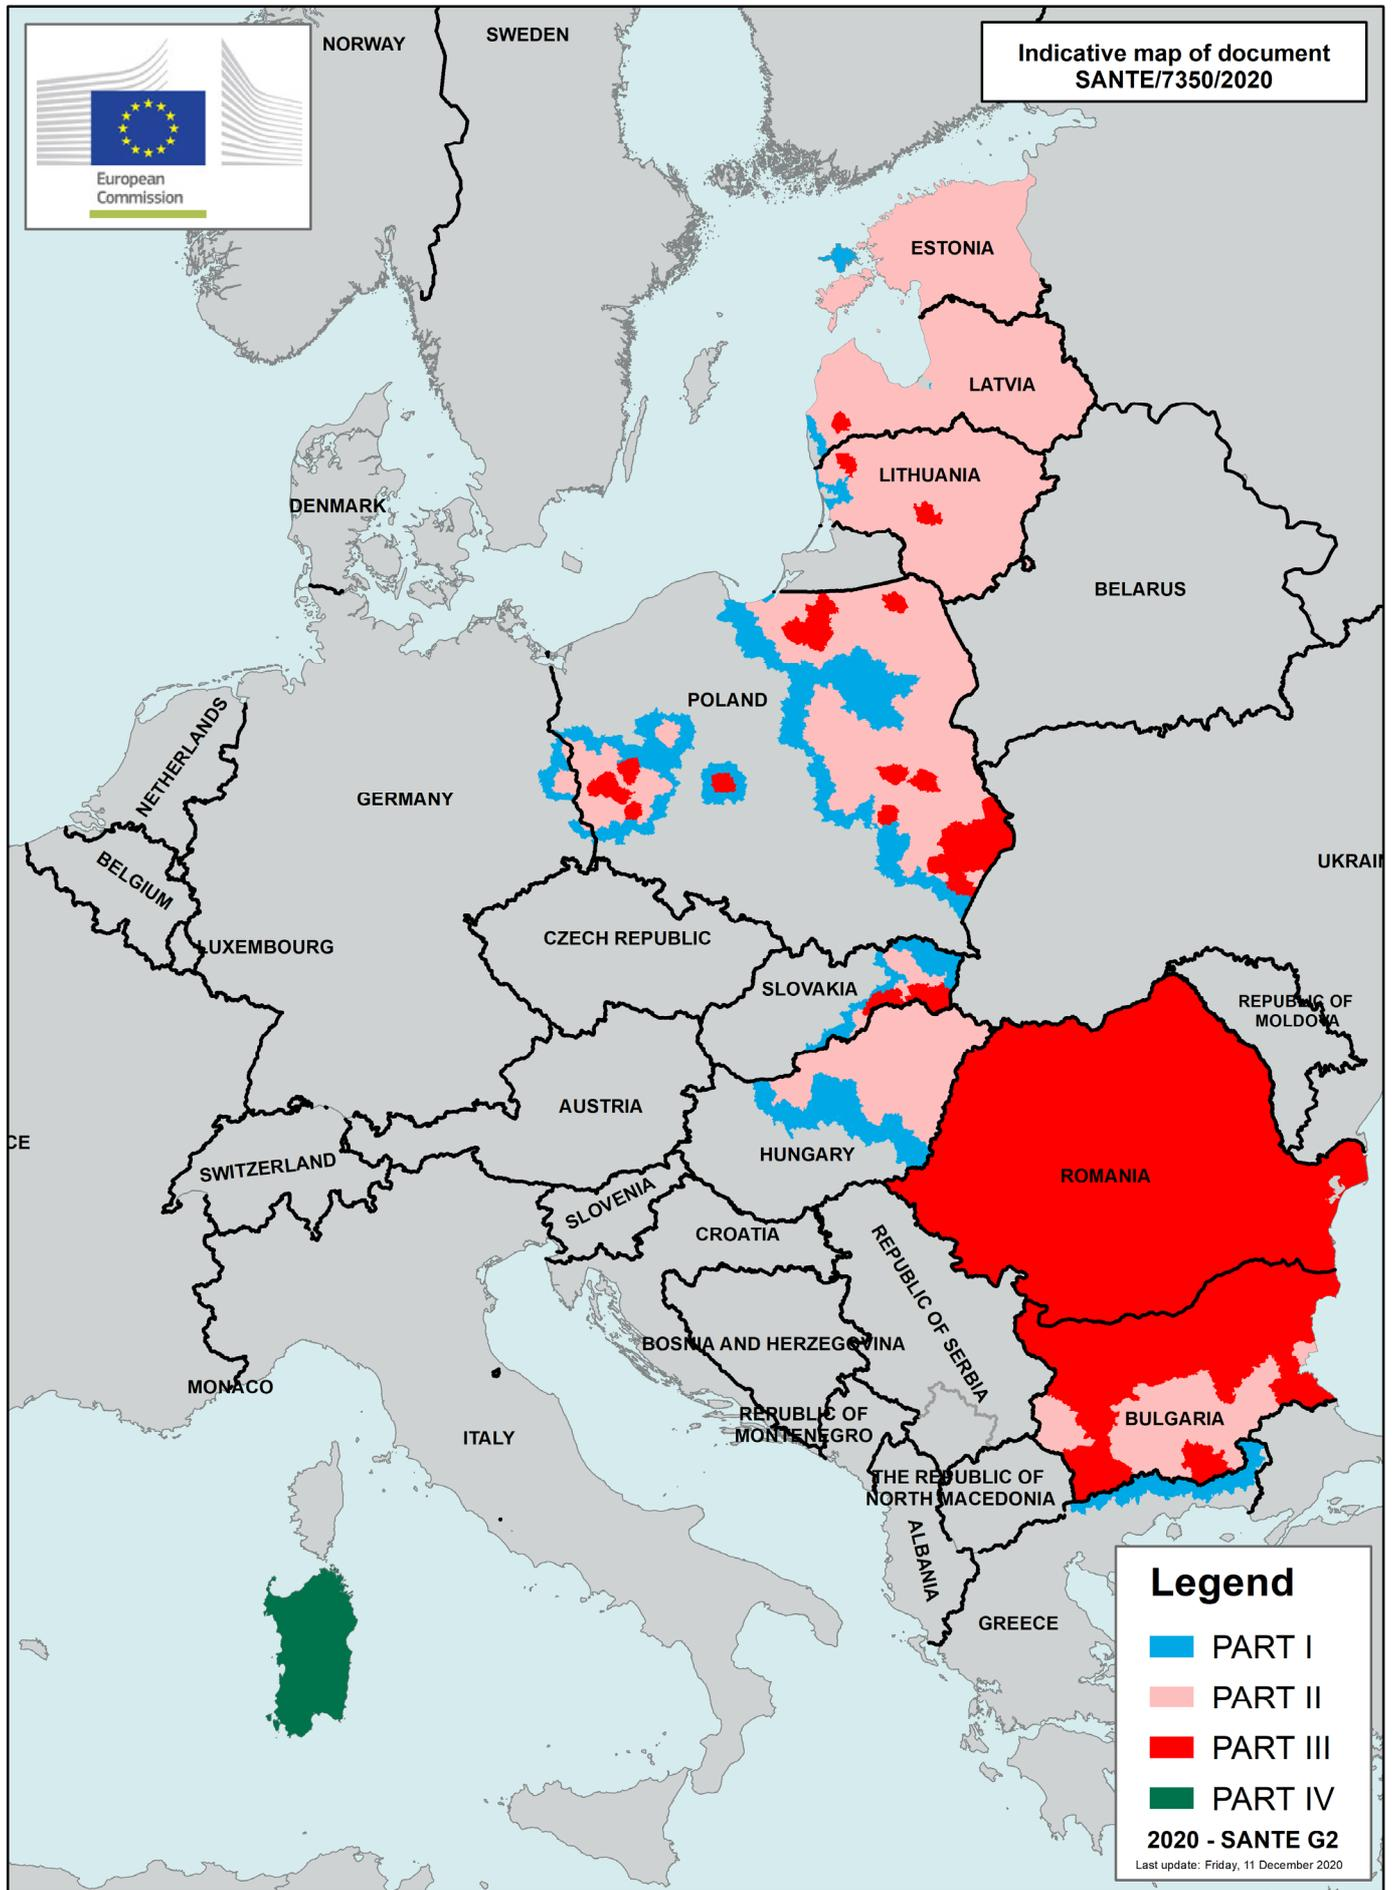 NORWAY
SWEDEN
Indicative map of document
SANTE/7350/2020
European
Commission
ESTONIA
LATVIA
LITHUANIA
DENMARK
BELARUS
POLAND
NETHERLANDS
GERMANY
BELGIUM
UKRAI
LUXEMBOURG
CZECH REPUBLIC
SLOVAKIA
REPUBLIC OF
MOLDOVA
AUSTRIA
CE
HUNGARY
SWITZERLAND
ROMANIA
SLOVENIA
CROATIA
REPUBLIC OF SERBIA
BOSNIA AND HERZEGOVINA
MONACO
REPUBLIC OF
MONTENEGRO
BULGARIA
ITALY
THE REPUBLIC OF
NORTH MACEDONIA
ALBANIA
GREECE
Legend
PART I
PART II
PART III
PART IV
2020 - SANTE G2
Last update: Friday, 11 December 2020